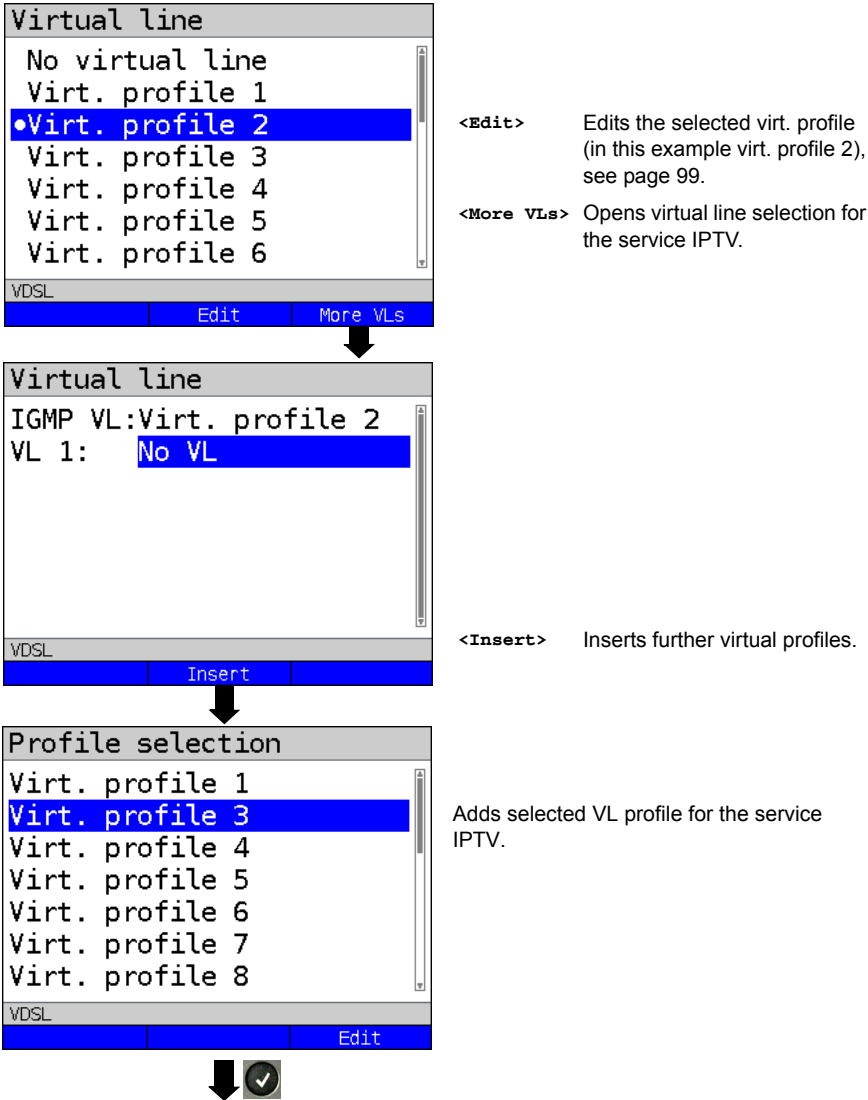 Virtual line
No virtual line
Virt. profile 1
•Virt. profile 2
Virt. profile 3
Virt. profile 4
Virt. profile 5
Virt. profile 6
VDSL
Edit More VLs
<Edit> Edits the selected virt. profile
(in this example virt. profile 2),
see page 99.
<More VLs> Opens virtual line selection for
the service IPTV.
Virtual line
IGMP VL:Virt. profile 2
VL 1: No VL
VDSL
Insert
<Insert> Inserts further virtual profiles.
Profile selection
Virt. profile 1
Virt. profile 3
Virt. profile 4
Virt. profile 5
Virt. profile 6
Virt. profile 7
Virt. profile 8
VDSL
Edit
Adds selected VL profile for the service
IPTV.